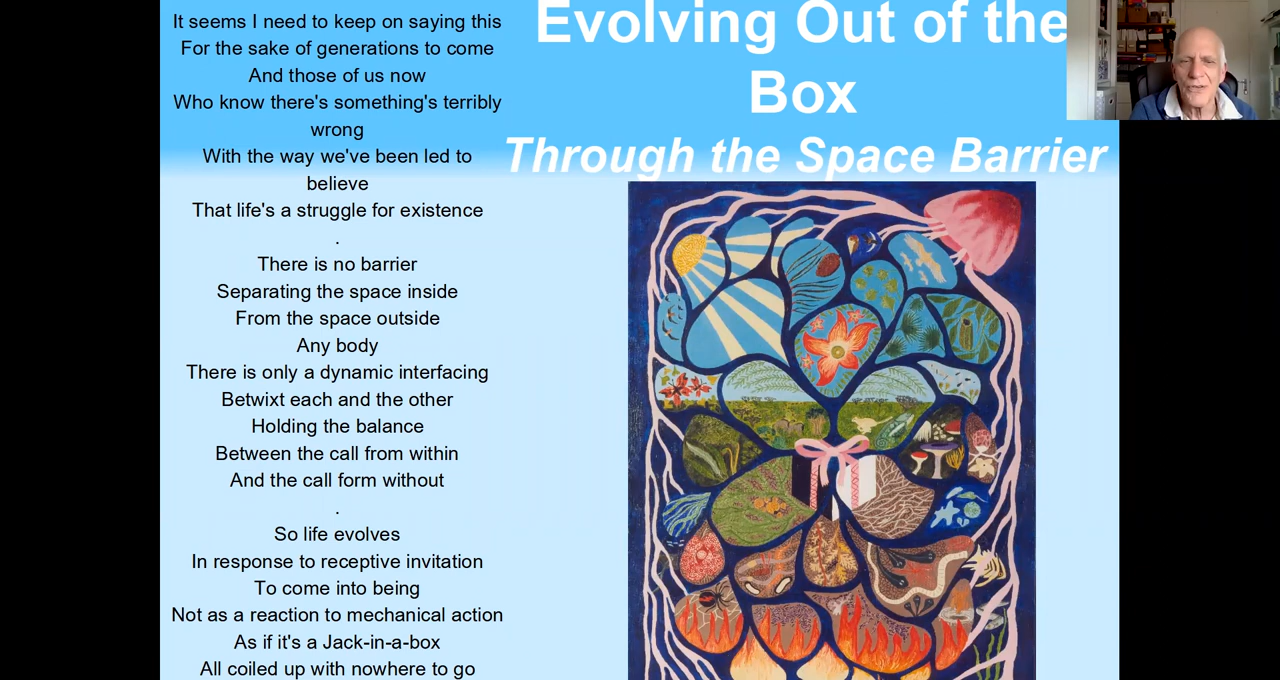 It seems I need to keep on saying this
For the sake of generations to come
And those of us now
Who know there's something's terribly
wrong
With the way we've been led to
believe
That life's a struggle for existence
.
There is no barrier
Separating the space inside
From the space outside
Any body
There is only a dynamic interfacing
Betwixt each and the other
Holding the balance
Between the call from within
And the call form without
.
So life evolves
In response to receptive invitation
To come into being
Not as a reaction to mechanical action
As if it's a Jack-in-a-box
All coiled up with nowhere to go
Evolving Out of the
Box
Through the Space Barrier